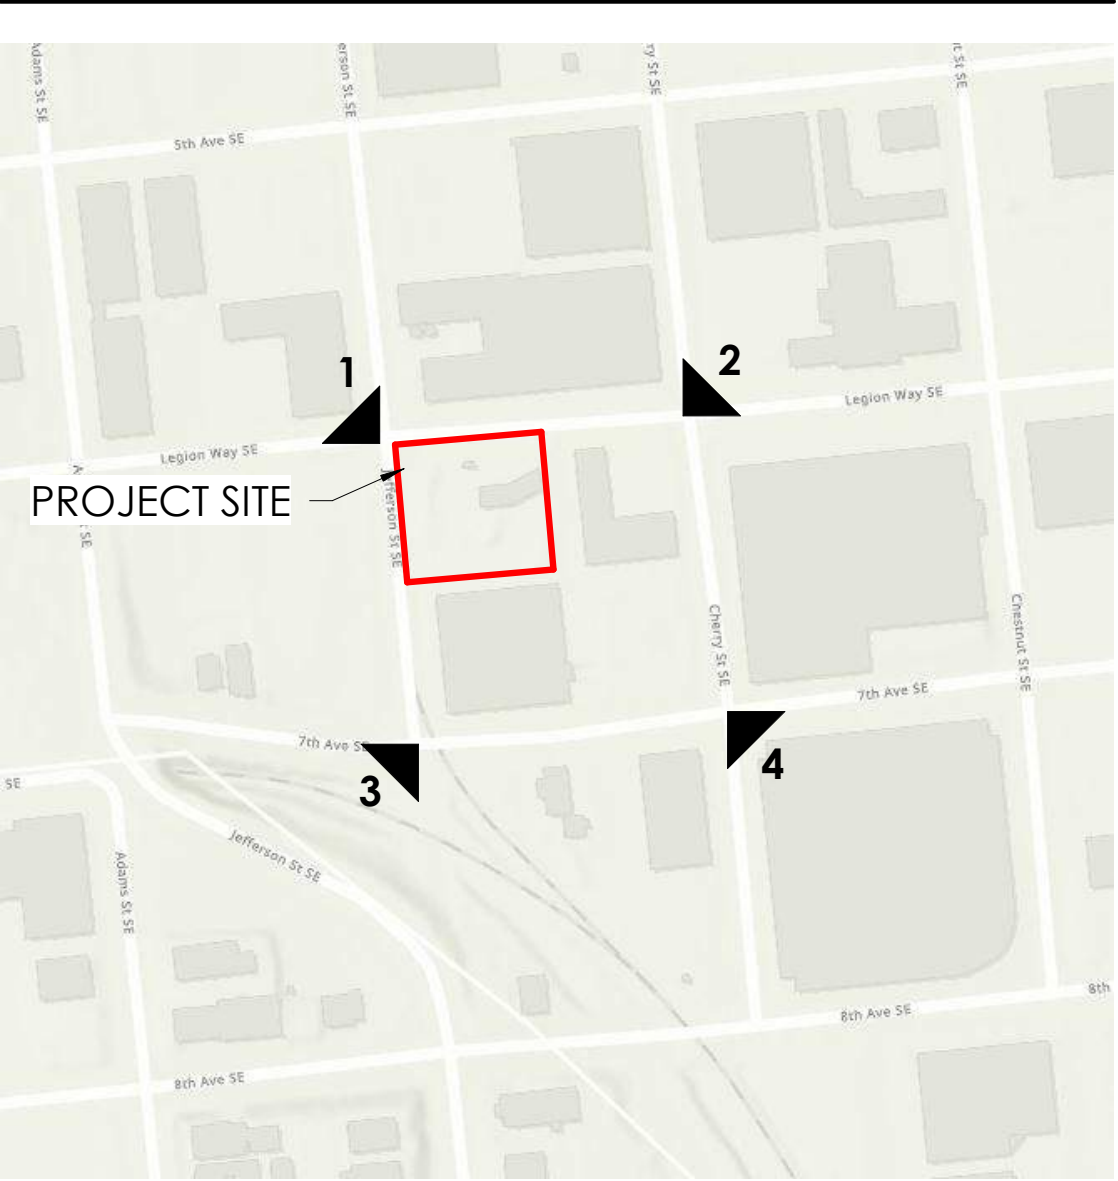 Adams St SE
erson St SE
ry St SE
t St SE
5th Ave SE
1
2
Legion Way SE
Legion Way SE
PROJECT SITE
Jefferson St SE
A
t SE
Cherry St SE
Chestnut St SE
7th Ave SE
7th Ave SE
3
4
SE
Jefferson St SE
Adams St SE
8th
8th Ave SE
8th Ave SE